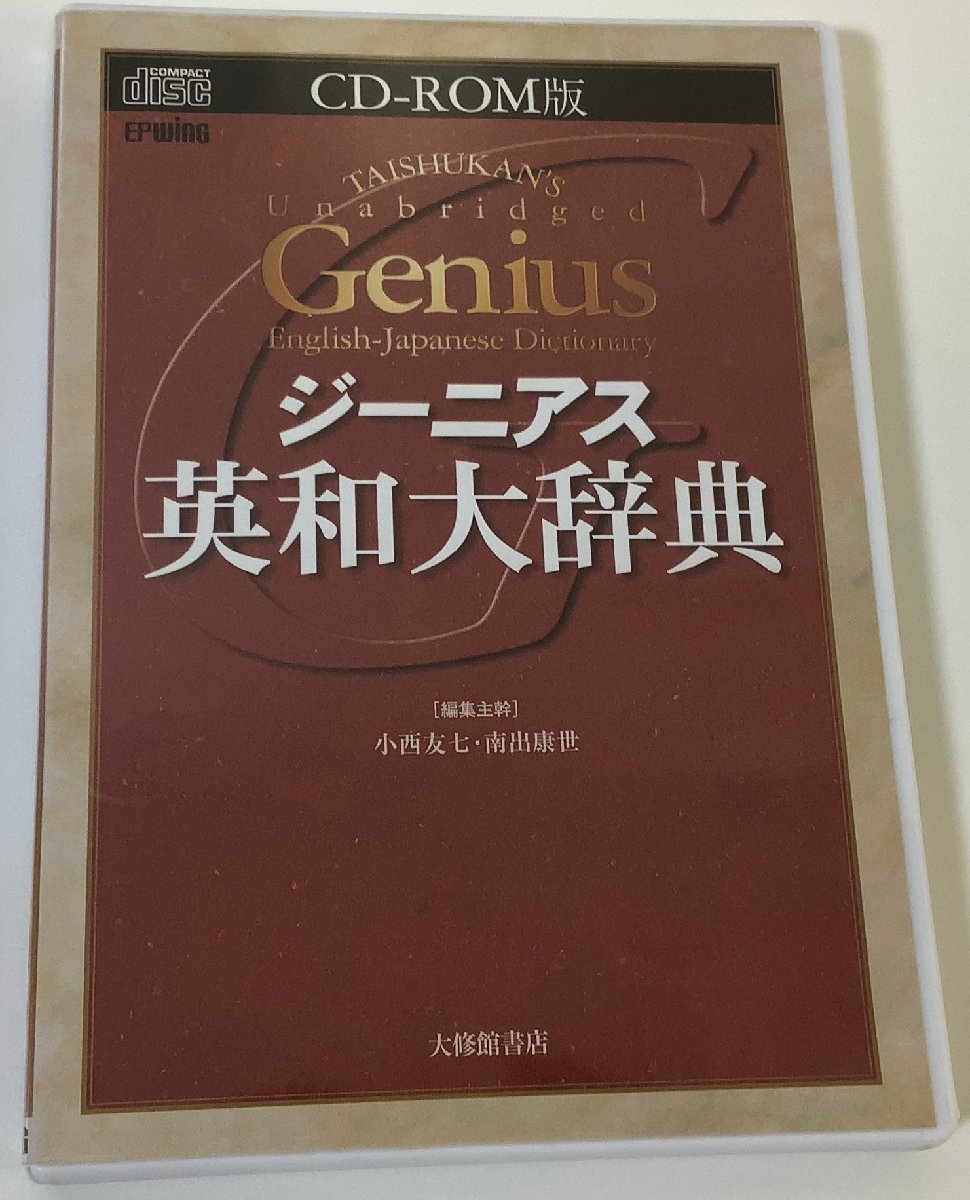 COMPACT
disc
EPWING
CD-ROM版
TAISHUKAN's
Unabridged
Genius
English-Japanese Dictionary
ジーニアス
英和大辞典
[編集主幹]
小西友七・南出康世
大修館書店